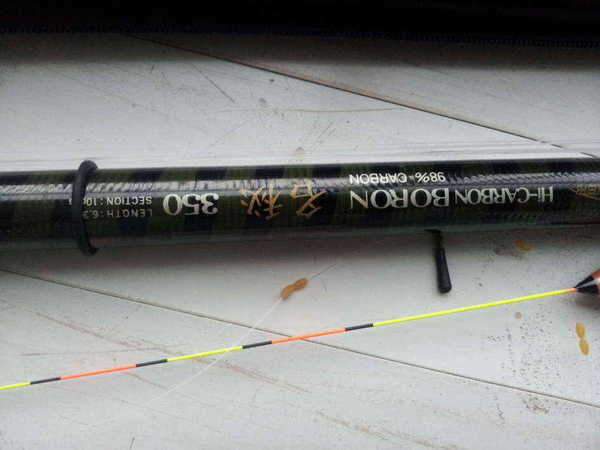 HI-CARBON BORON
98% CARBON
350
LENGTH : 6.3
SECTION : 10